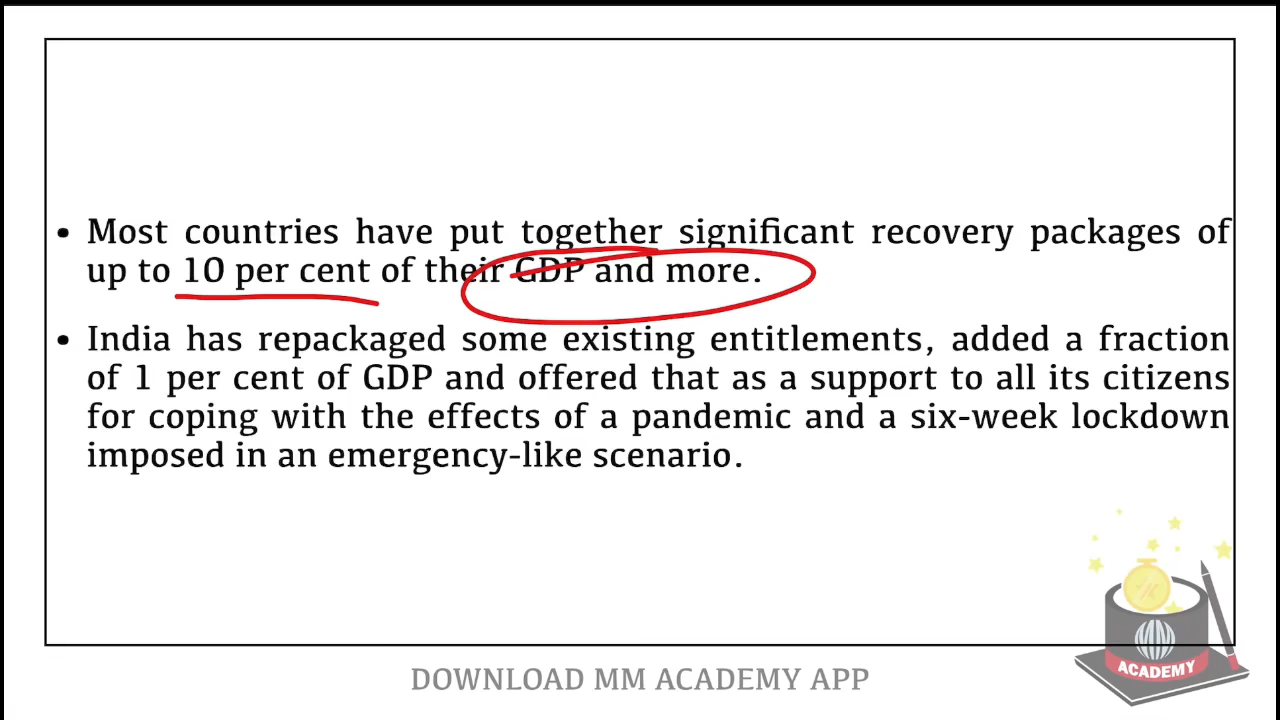 • Most countries have put together significant recovery packages of
up to 10 per cent of their GDP and more.
• India has repackaged some existing entitlements, added a fraction
of 1 per cent of GDP and offered that as a support to all its citizens
for coping with the effects of a pandemic and a six-week lockdown
imposed in an emergency-like scenario.
MN
ACADEMY
DOWNLOAD MM ACADEMY APP